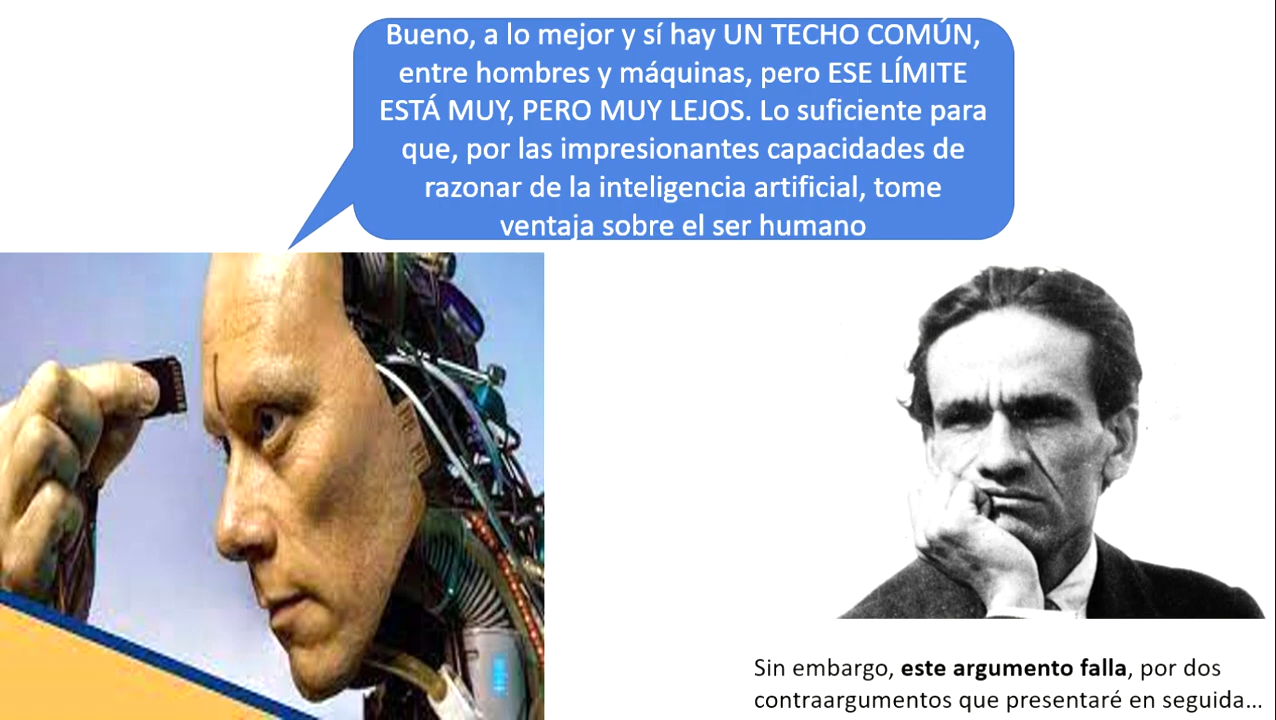 Bueno, a lo mejor y sí hay UN TECHO COMÚN,
entre hombres y máquinas, pero ESE LÍMITE
ESTÁ MUY, PERO MUY LEJOS. Lo suficiente para
que, por las impresionantes capacidades de
razonar de la inteligencia artificial, tome
ventaja sobre el ser humano
Sin embargo, este argumento falla, por dos
contraargumentos que presentaré en seguida...